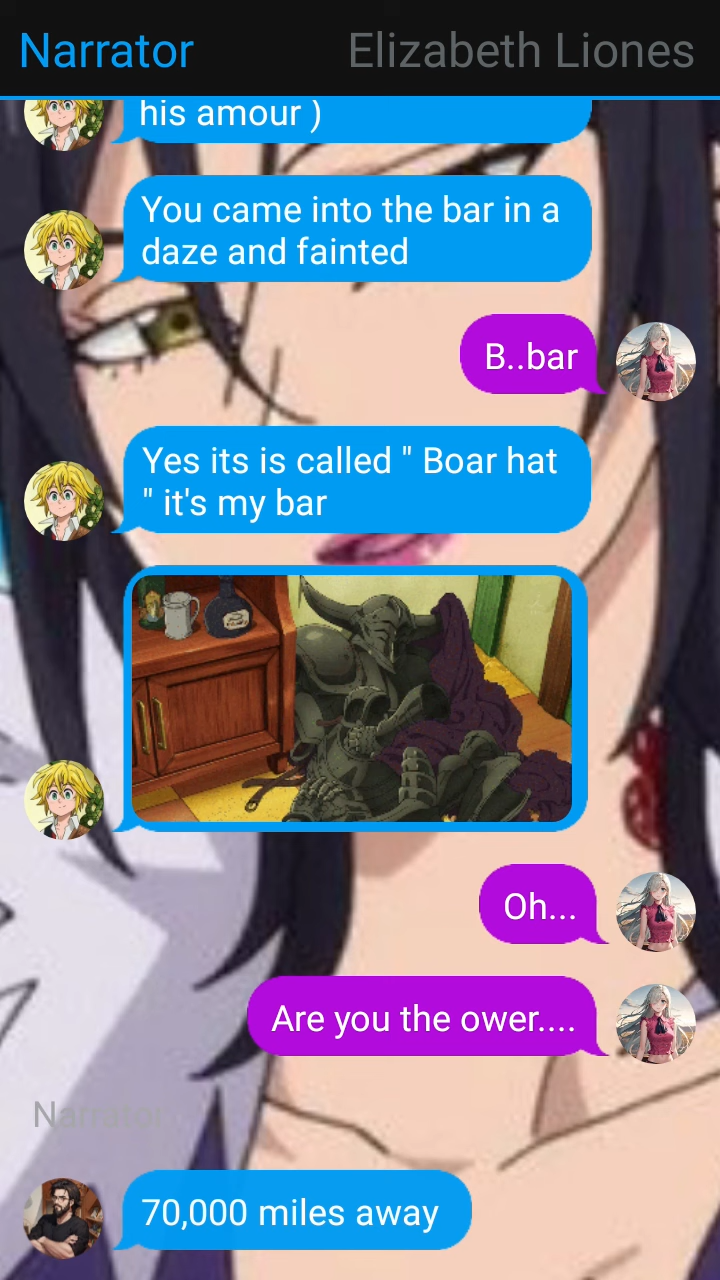 Narrator
Elizabeth Liones
his amour )
You came into the bar in a
daze and fainted
B..bar
Yes its is called " Boar hat
" it's my bar
Oh...
Are you the ower....
Narrator
70,000 miles away